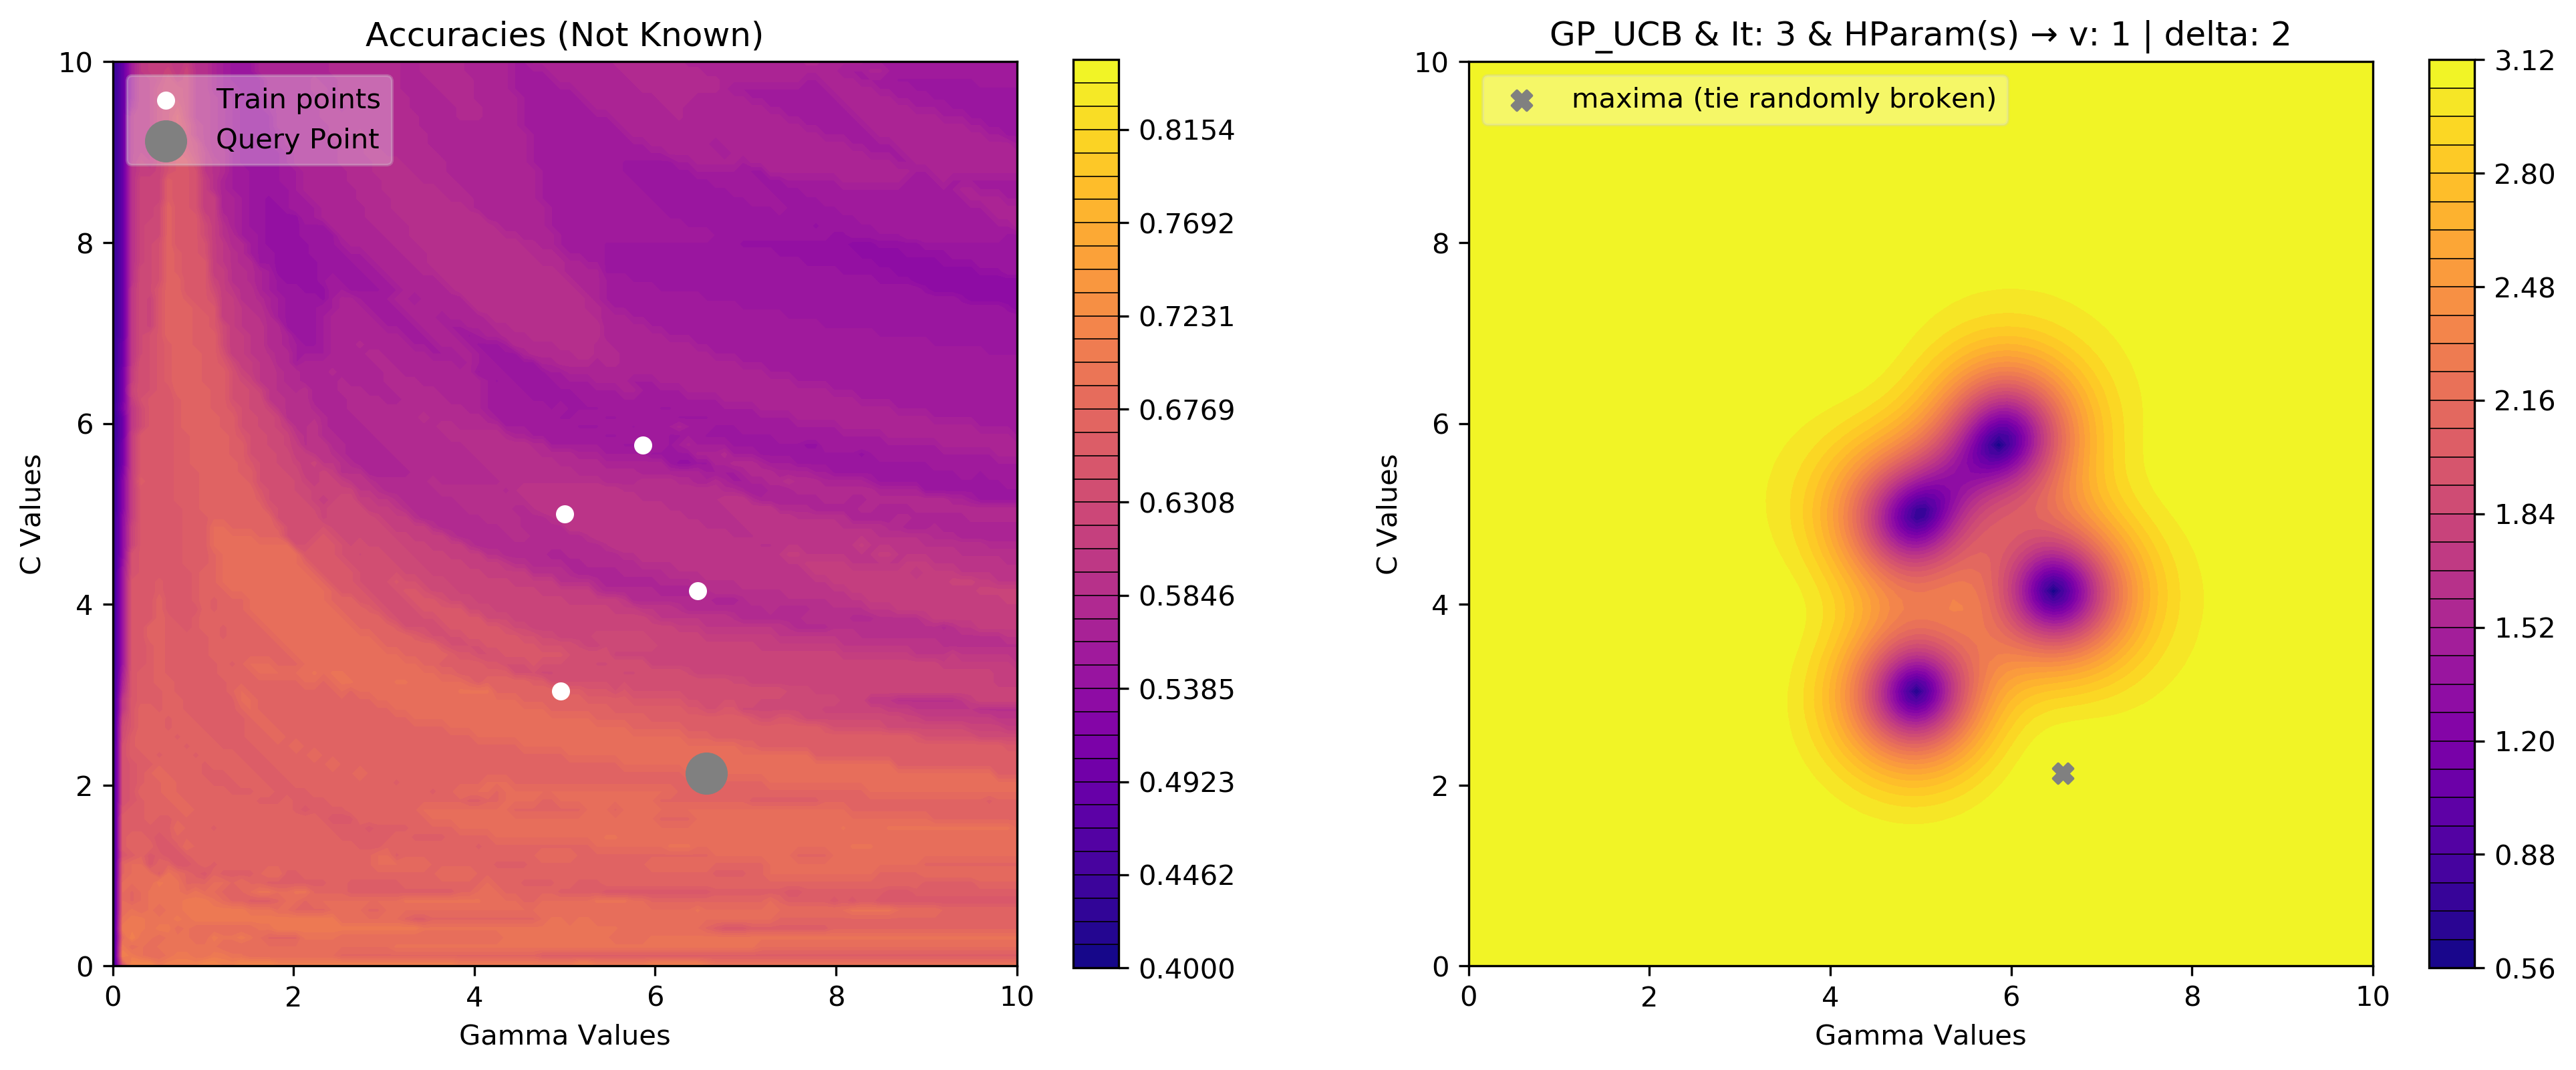 Accuracies (Not Known)
10
8
6
4
2
0
C Values
Train points
Query Point
0 2 4 6 8 10
Gamma Values
0.8154
0.7692
0.7231
0.6769
0.6308
0.5846
0.5385
0.4923
0.4462
0.4000
GP_UCB & It: 3 & HParam(s) → v: 1 | delta: 2
10
8
6
4
2
0
C Values
maxima (tie randomly broken)
0 2 4 6 8 10
Gamma Values
3.12
2.80
2.48
2.16
1.84
1.52
1.20
0.88
0.56